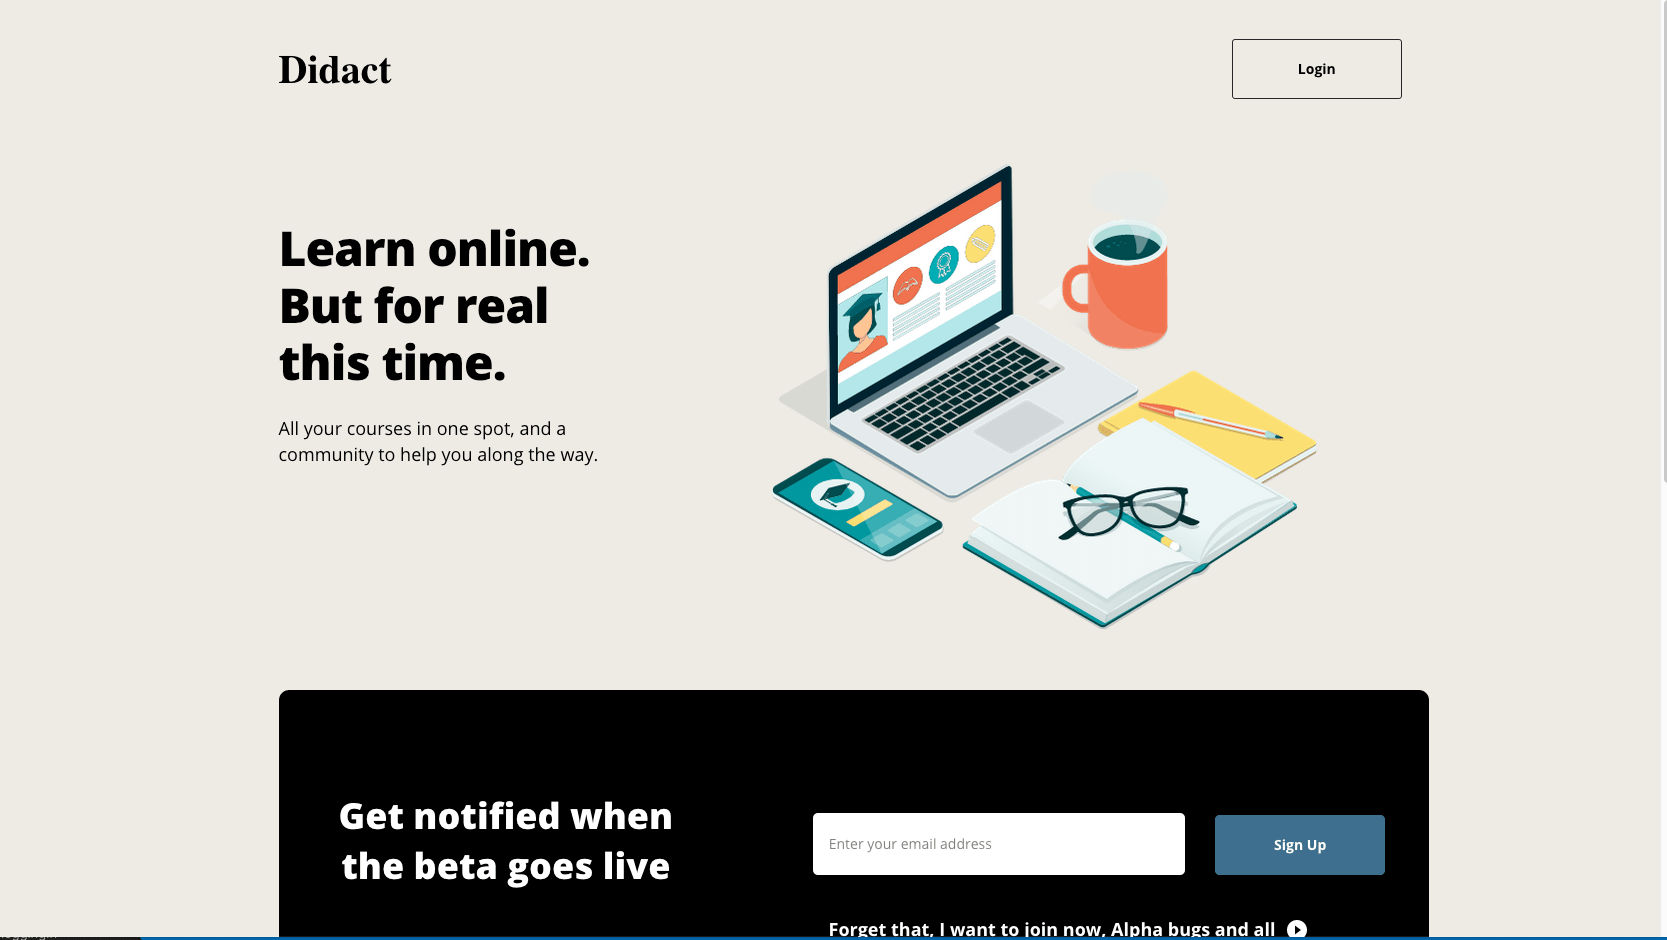 Didact
Login
Learn online.
But for real
this time.
All your courses in one spot, and a
community to help you along the way.
Get notified when
the beta goes live
Enter your email address
Sign Up
Forget that, I want to join now, Alpha bugs and all